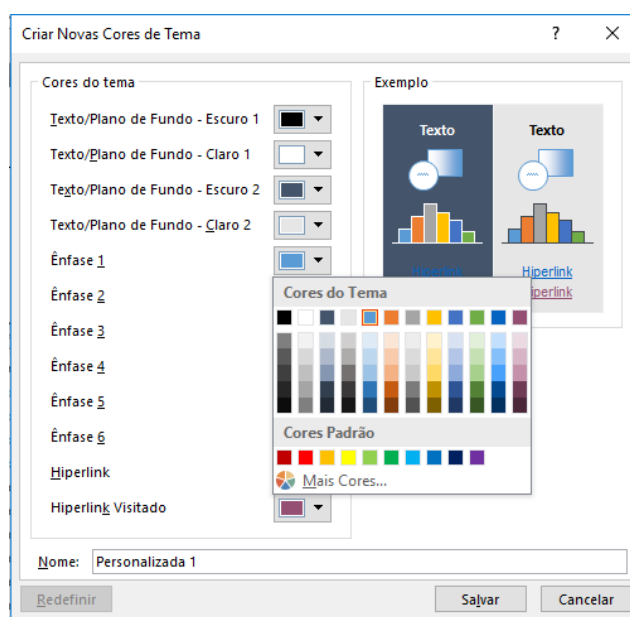 Criar Novas Cores de Tema
?
Cores do tema
Texto/Plano de Fundo - Escuro 1
Texto/Plano de Fundo - Claro 1
Texto/Plano de Fundo - Escuro 2
Texto/Plano de Fundo - Claro 2
Ênfase 1
Ênfase 2
Ênfase 3
Ênfase 4
Ênfase 5
Ênfase 6
Hiperlink
Hiperlink Visitado
Exemplo
Texto Texto
Hiperlink Hiperlink
Hiperlink
Cores do Tema
Cores Padrão
Mais Cores...
Nome: Personalizada 1
Redefinir Salvar Cancelar